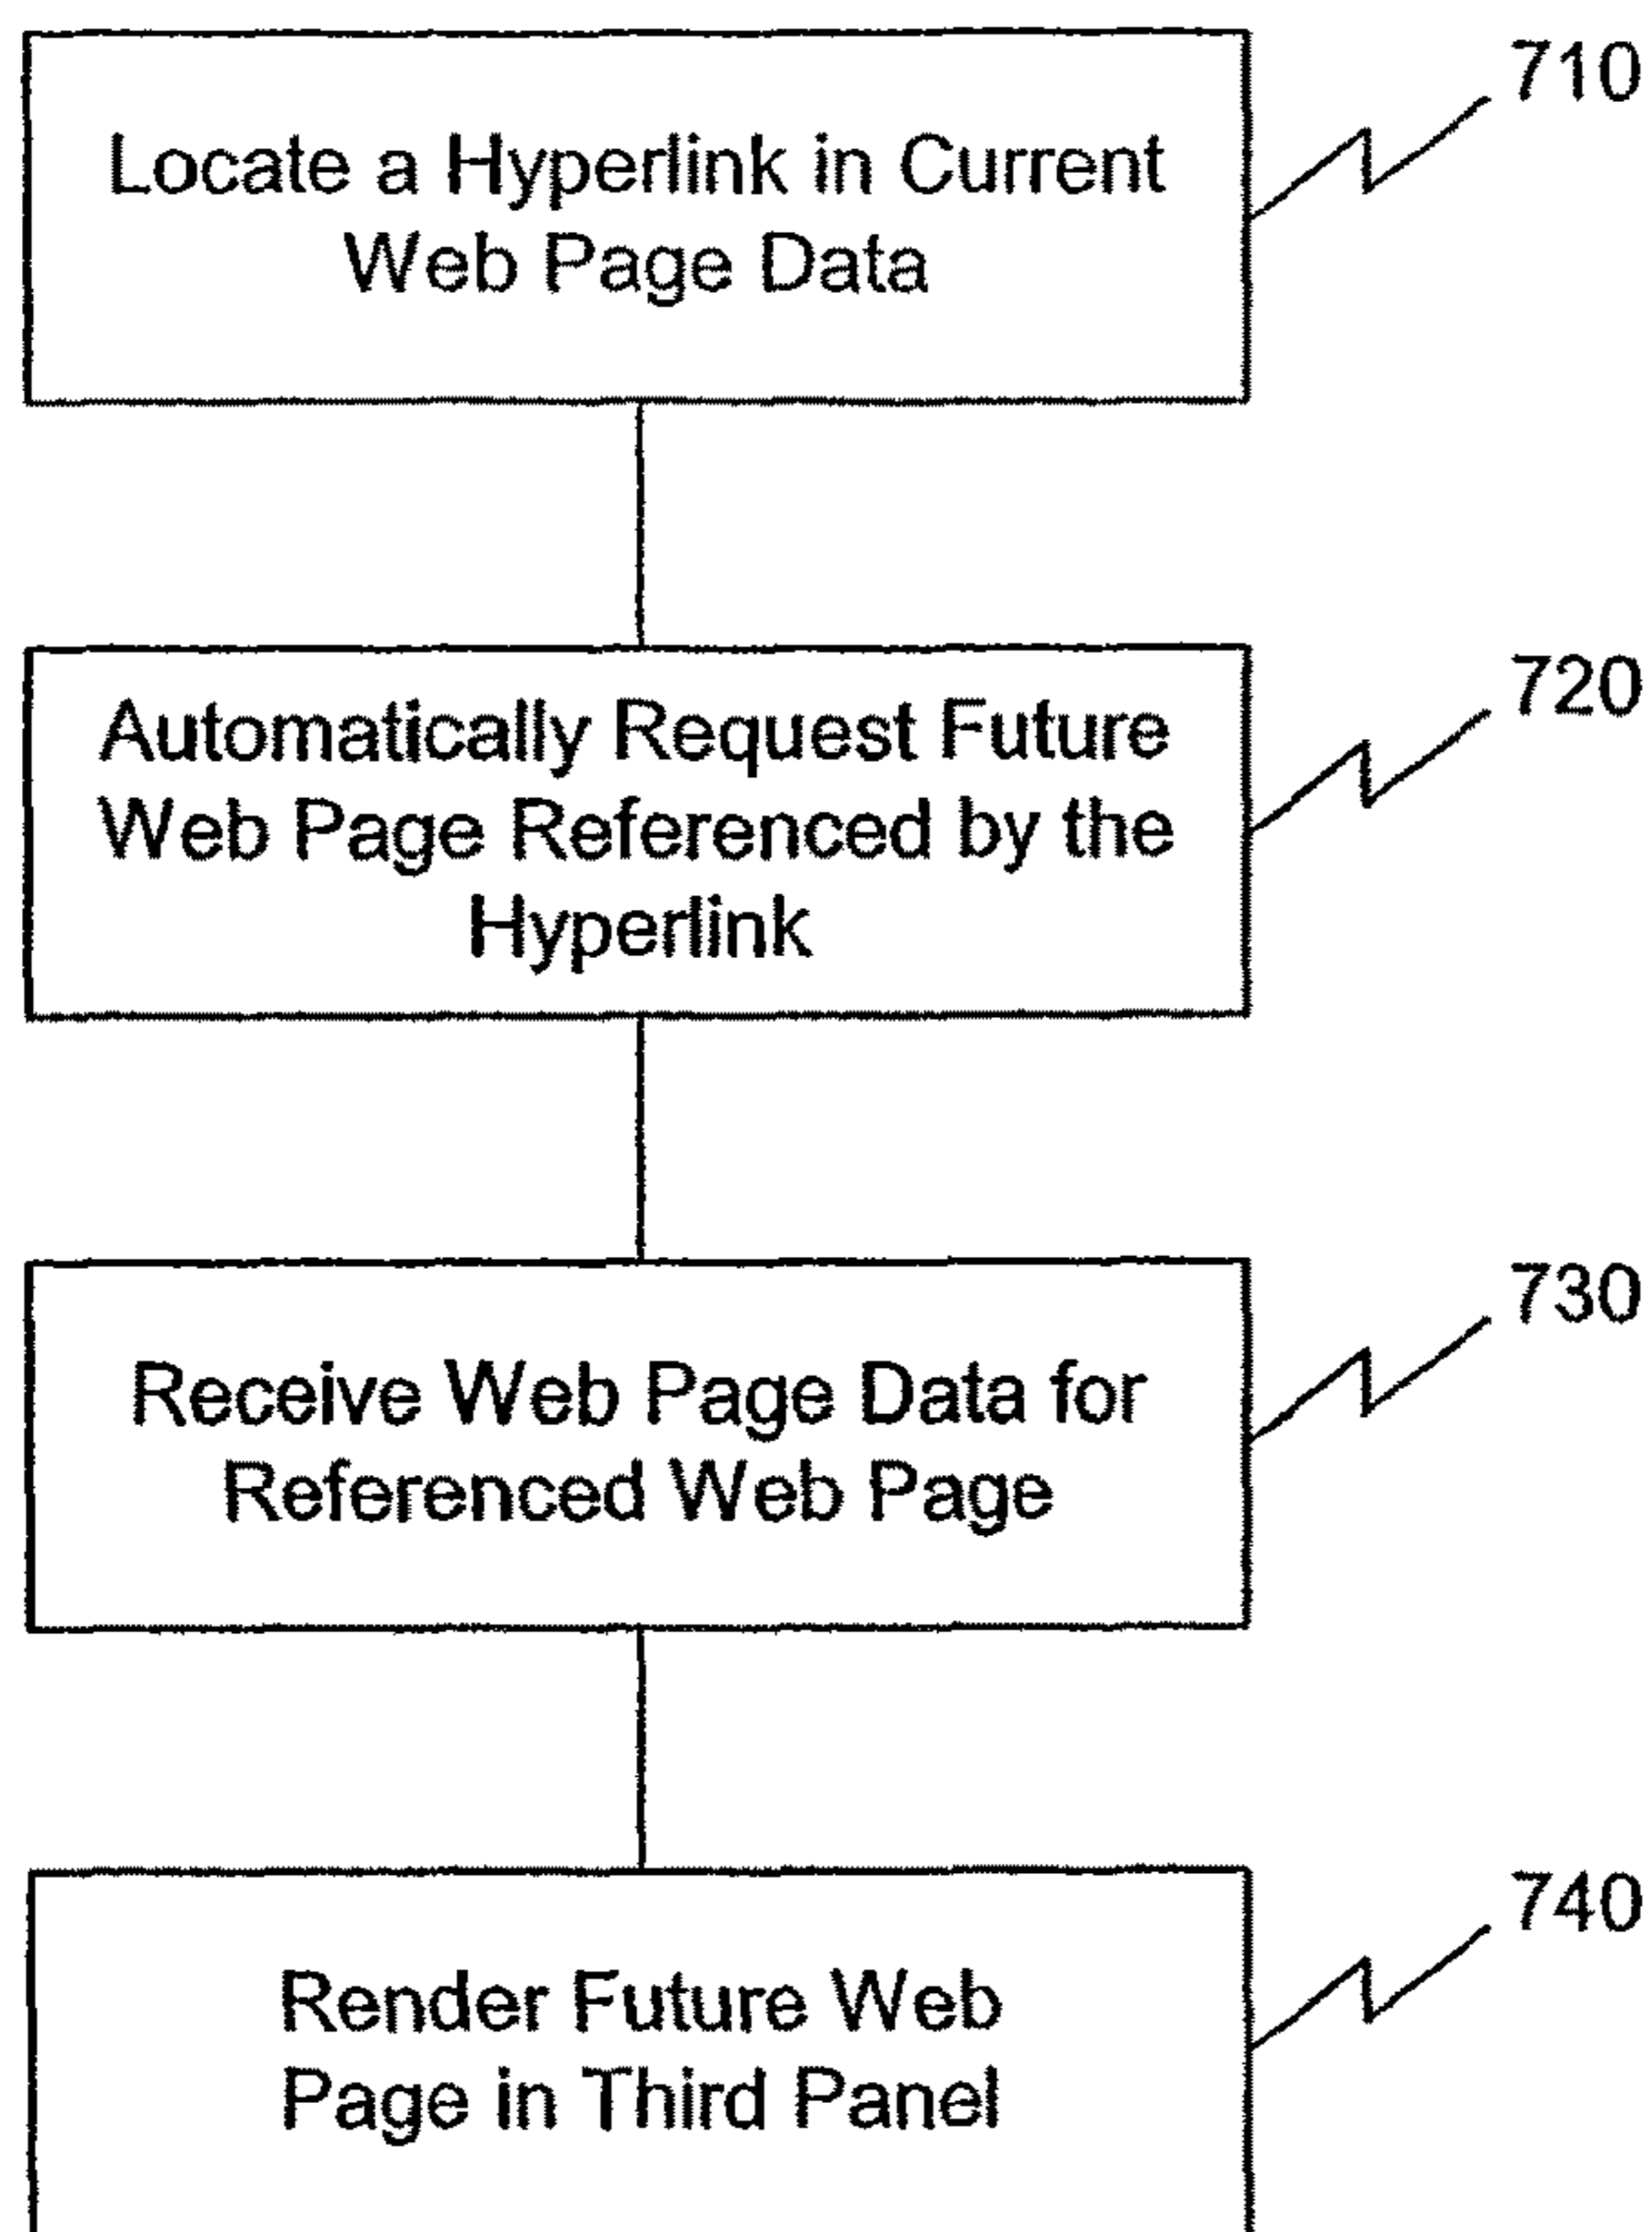 710
Locate a Hyperlink in Current
Web Page Data
720
Automatically Request Future
Web Page Referenced by the
Hyperlink
730
Receive Web Page Data for
Referenced Web Page
740
Render Future Web
Page in Third Panel